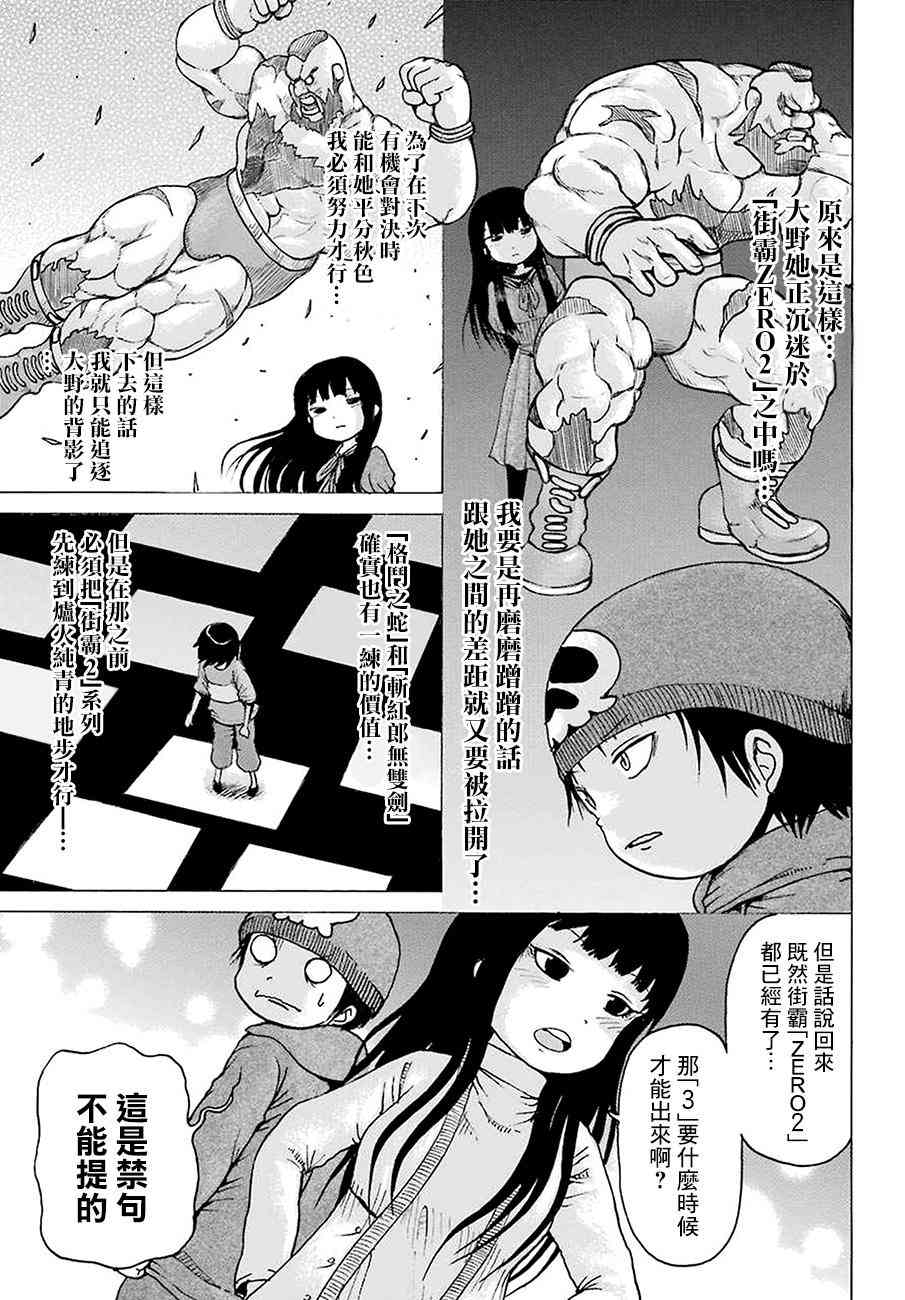 原來是這樣…
大野她正沉迷於
「街霸ZERO2」之中嗎…
我要是再磨磨蹭蹭的話
跟她之間的差距就又要被拉開了…
為了在下次
有機會對決時
能和她平分秋色
我必須努力才行…
但這樣
下去的話
我就只能追逐
大野的背影了
…
「格鬥之蛇」和「斬紅郎無雙劍」
確實也有一練的價值…
但是在那之前
必須把「街霸2」系列
先練到爐火純青的地步才行——…
但是話說回來
既然街霸「ZERO2」
都已經有了…
那「3」要什麼時候
才能出來啊?
這是禁句
不能提的